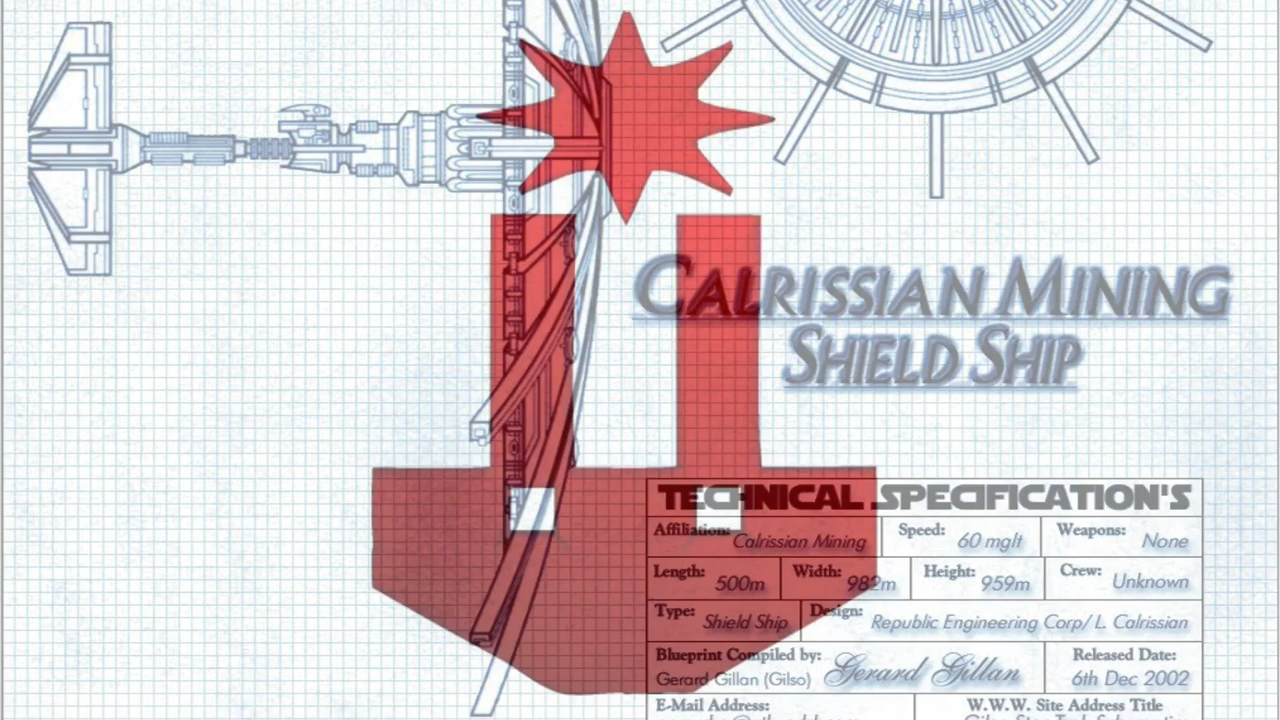 CALRISSIAN MINING
SHIELD SHIP
TECHNICAL SPECIFICATION'S
Affiliation: Calrissian Mining Speed: 60 mglt Weapons: None
Length: 500m Width: 982m Height: 959m Crew: Unknown
Type: Shield Ship Design: Republic Engineering Corp/ L. Calrissian
Blueprint Compiled by: Gerard Gillan Released Date:
Gerard Gillan (Gilso) 6th Dec 2002
E-Mail Address: W.W.W. Site Address Title